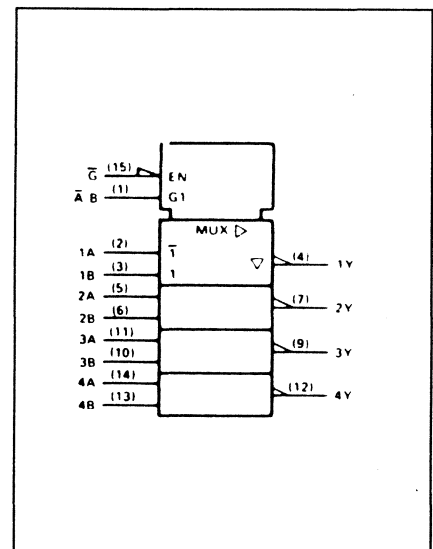 G̅ (15) EN
A̅ B (1) G1
MUX ▷
1A (2) 1̅ ▽ (4) 1Y
1B (3) 1
2A (5) (7) 2Y
2B (6)
3A (11) (9) 3Y
3B (10)
4A (14) (12) 4Y
4B (13)